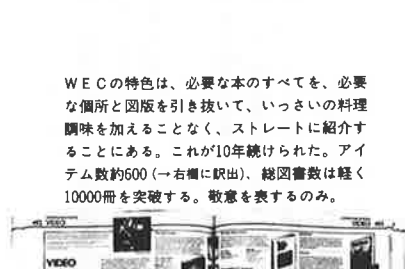 WECの特色は、必要な本のすべてを、必要
な個所と図版を引き抜いて、いっさいの料理
調味を加えることなく、ストレートに紹介す
ることにある。これが10年続けられた。アイ
テム数約600(→右欄に訳出)、総図書数は軽く
10000冊を突破する。敬意を表するのみ。
VIDEO
VIDEO